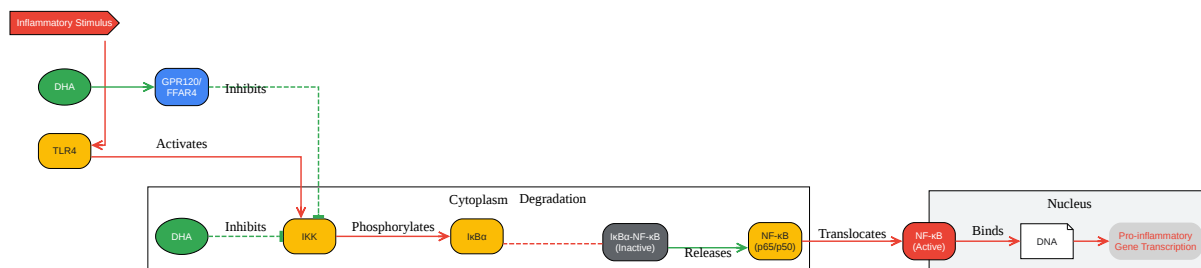 Inflammatory Stimulus
DHA
GPR120/
FFAR4
Inhibits
TLR4
Activates
Cytoplasm
Degradation
Nucleus
DHA
Inhibits
IKK
Phosphorylates
IκBα
IκBα-NF-κB
(Inactive)
Releases
NF-κB
(p65/p50)
Translocates
NF-κB
(Active)
Binds
DNA
Pro-inflammatory
Gene Transcription